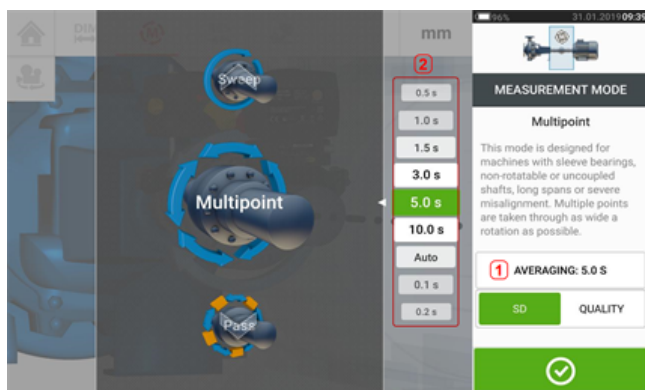 96%
31.01.2019 09:39
DIM
mm
Sweep
Multipoint
Pass
2
0.5 s
1.0 s
1.5 s
3.0 s
5.0 s
10.0 s
Auto
0.1 s
0.2 s
MEASUREMENT MODE
Multipoint
This mode is designed for
machines with sleeve bearings,
non-rotatable or uncoupled
shafts, long spans or severe
misalignment. Multiple points
are taken through as wide a
rotation as possible.
1 AVERAGING: 5.0 S
SD
QUALITY